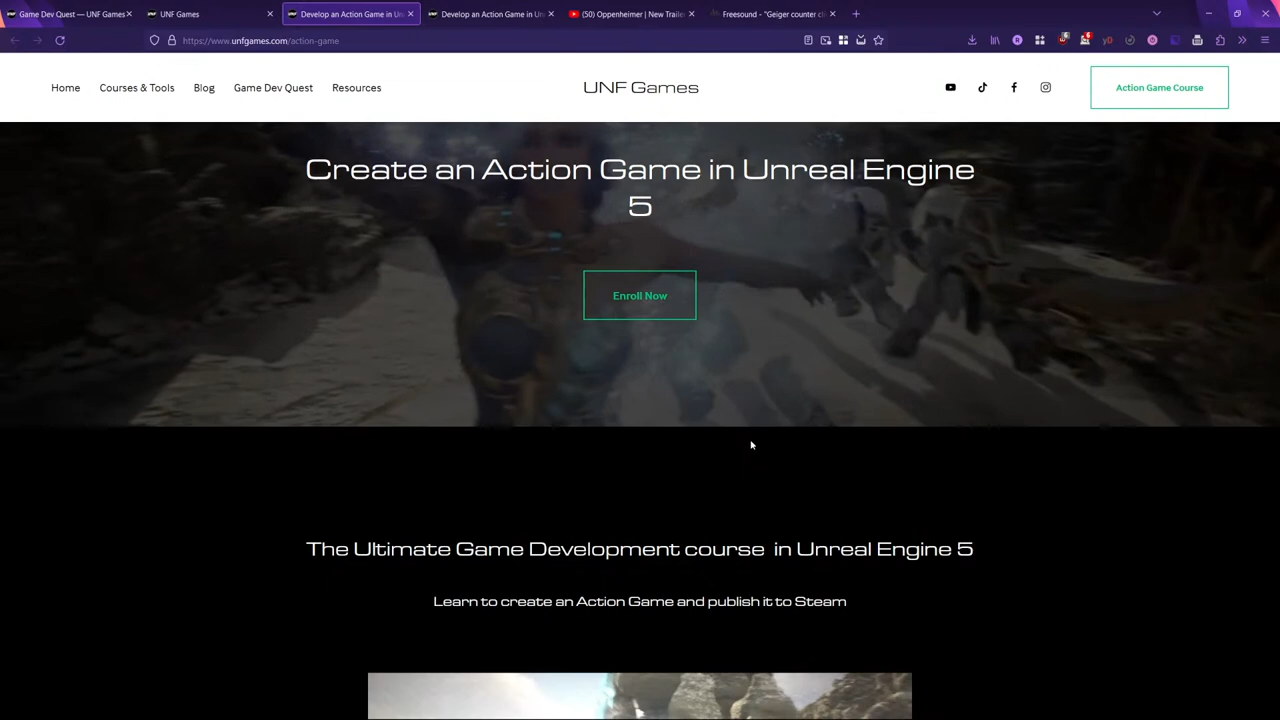 Game Dev Quest — UNF Games
UNF Games
Develop an Action Game in Un
Develop an Action Game in Un
(50) Oppenheimer | New Trailer
Freesound - "Geiger counter cl
https://www.unfgames.com/action-game
6
6
Home
Courses & Tools
Blog
Game Dev Quest
Resources
UNF Games
Action Game Course
Create an Action Game in Unreal Engine
5
Enroll Now
The Ultimate Game Development course in Unreal Engine 5
Learn to create an Action Game and publish it to Steam